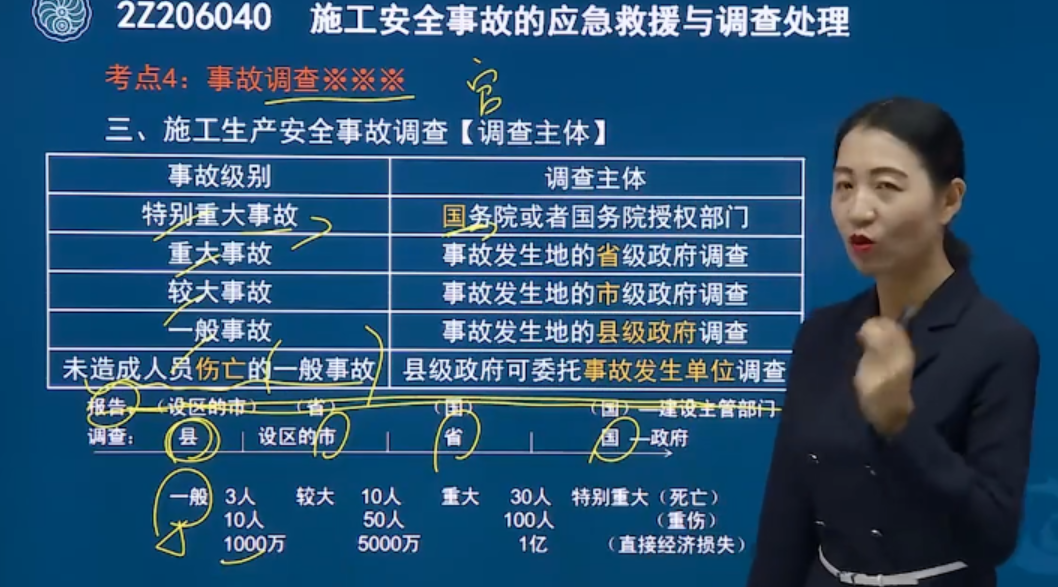 2Z206040 施工安全事故的应急救援与调查处理
考点4：事故调查※※※ 官
三、施工生产安全事故调查【调查主体】
事故级别 调查主体
特别重大事故 国务院或者国务院授权部门
重大事故 事故发生地的省级政府调查
较大事故 事故发生地的市级政府调查
一般事故 事故发生地的县级政府调查
未造成人员伤亡的一般事故 县级政府可委托事故发生单位调查
报告：（设区的市） （省） （国） （国）—建设主管部门
调查： 县 设区的市 省 国 —政府
一般 3人 较大 10人 重大 30人 特别重大（死亡）
10人 50人 100人 （重伤）
1000万 5000万 1亿 （直接经济损失）